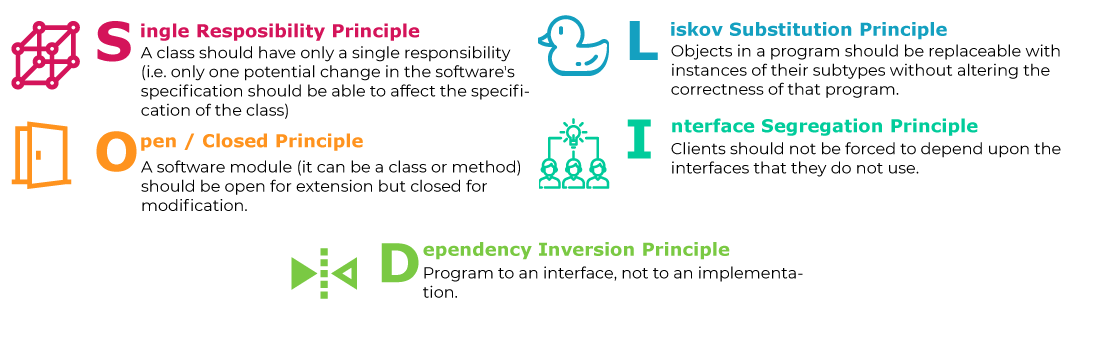 Single Resposibility Principle
A class should have only a single responsibility
(i.e. only one potential change in the software's
specification should be able to affect the specifi-
cation of the class)
Open / Closed Principle
A software module (it can be a class or method)
should be open for extension but closed for
modification.
Liskov Substitution Principle
Objects in a program should be replaceable with
instances of their subtypes without altering the
correctness of that program.
Interface Segregation Principle
Clients should not be forced to depend upon the
interfaces that they do not use.
Dependency Inversion Principle
Program to an interface, not to an implementa-
tion.